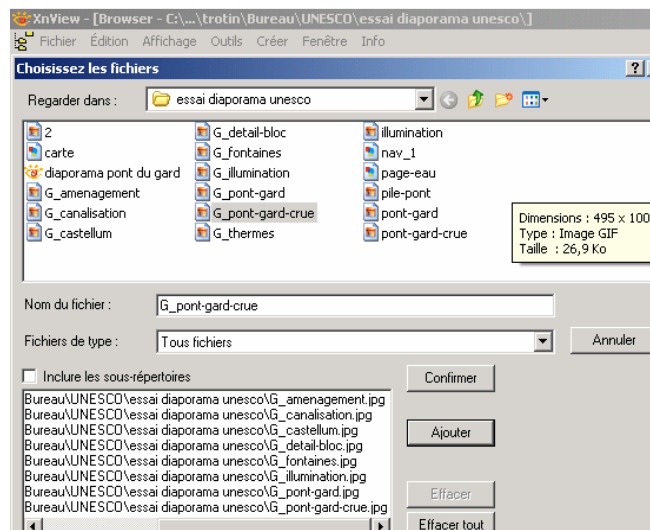 XnView - [Browser - C:\...\trotin\Bureau\UNESCO\essai diaporama unesco\]
Fichier Édition Affichage Outils Créer Fenêtre Info
Choisissez les fichiers
Regarder dans : essai diaporama unesco
2 G_detail-bloc illumination
carte G_fontaines nav_1
diaporama pont du gard G_illumination page-eau
G_amenagement G_pont-gard pile-pont
G_canalisation G_pont-gard-crue pont-gard
G_castellum G_thermes pont-gard-crue
Dimensions : 495 x 100
Type : Image GIF
Taille : 26,9 Ko
Nom du fichier : G_pont-gard-crue
Fichiers de type : Tous fichiers Annuler
Inclure les sous-répertoires Confirmer
Bureau\UNESCO\essai diaporama unesco\G_amenagement.jpg
Bureau\UNESCO\essai diaporama unesco\G_canalisation.jpg
Bureau\UNESCO\essai diaporama unesco\G_castellum.jpg
Bureau\UNESCO\essai diaporama unesco\G_detail-bloc.jpg
Bureau\UNESCO\essai diaporama unesco\G_fontaines.jpg
Bureau\UNESCO\essai diaporama unesco\G_illumination.jpg
Bureau\UNESCO\essai diaporama unesco\G_pont-gard.jpg
Bureau\UNESCO\essai diaporama unesco\G_pont-gard-crue.jpg
Ajouter
Effacer
Effacer tout